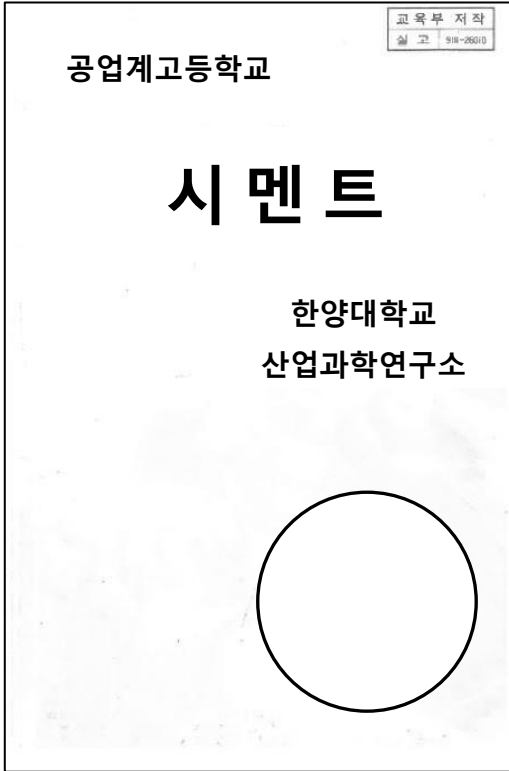 교육부 저작
실 고
공업계고등학교
시 멘 트
한양대학교
산업과학연구소